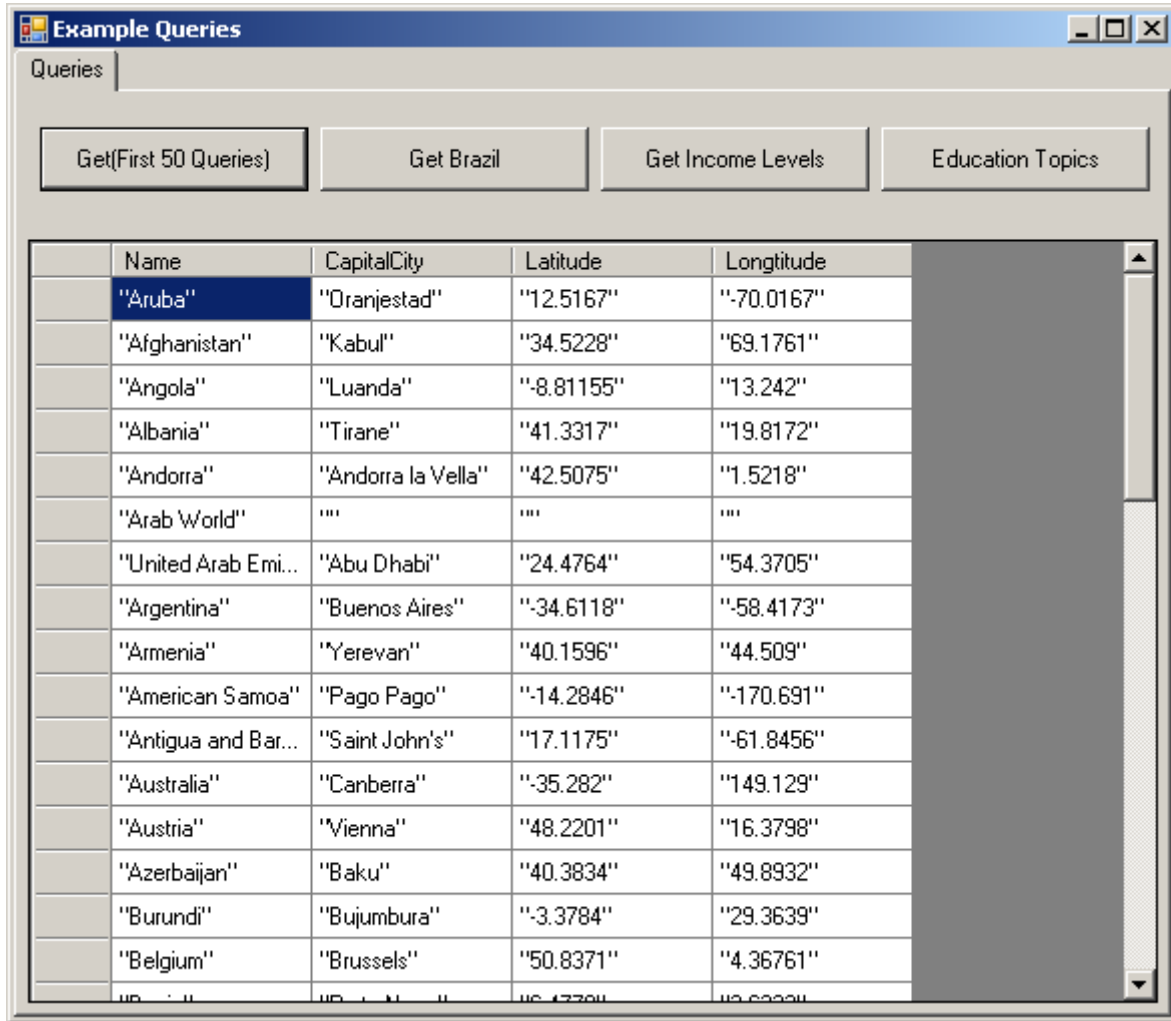 Example Queries
Queries
Get(First 50 Queries) Get Brazil Get Income Levels Education Topics
Name CapitalCity Latitude Longtitude
"Aruba" "Oranjestad" "12.5167" "-70.0167"
"Afghanistan" "Kabul" "34.5228" "69.1761"
"Angola" "Luanda" "-8.81155" "13.242"
"Albania" "Tirane" "41.3317" "19.8172"
"Andorra" "Andorra la Vella" "42.5075" "1.5218"
"Arab World" "" "" ""
"United Arab Emi... "Abu Dhabi" "24.4764" "54.3705"
"Argentina" "Buenos Aires" "-34.6118" "-58.4173"
"Armenia" "Yerevan" "40.1596" "44.509"
"American Samoa" "Pago Pago" "-14.2846" "-170.691"
"Antigua and Bar... "Saint John's" "17.1175" "-61.8456"
"Australia" "Canberra" "-35.282" "149.129"
"Austria" "Vienna" "48.2201" "16.3798"
"Azerbaijan" "Baku" "40.3834" "49.8932"
"Burundi" "Bujumbura" "-3.3784" "29.3639"
"Belgium" "Brussels" "50.8371" "4.36761"